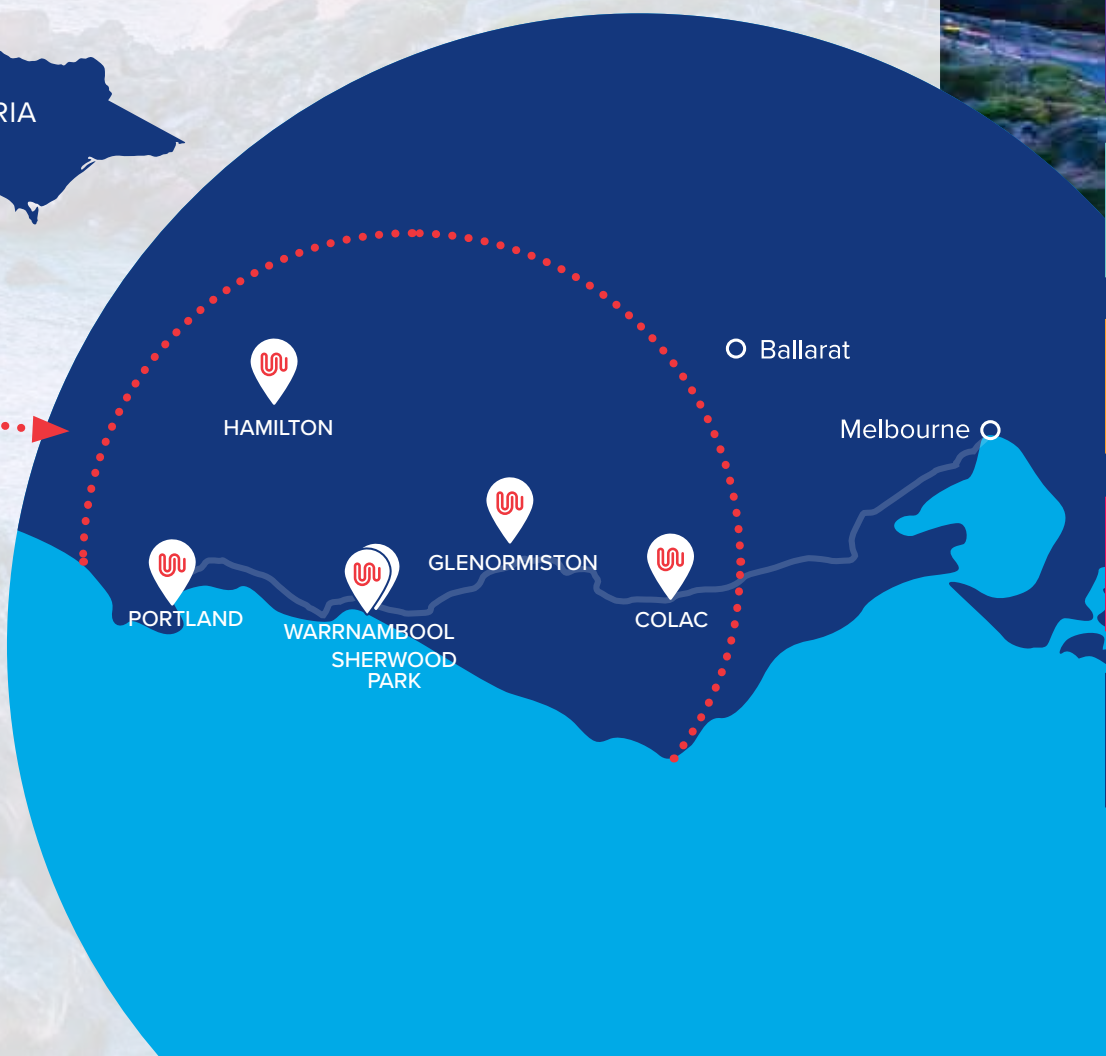 RIA
Ballarat
Melbourne
HAMILTON
GLENORMISTON
PORTLAND
WARRNAMBOOL
SHERWOOD
PARK
COLAC